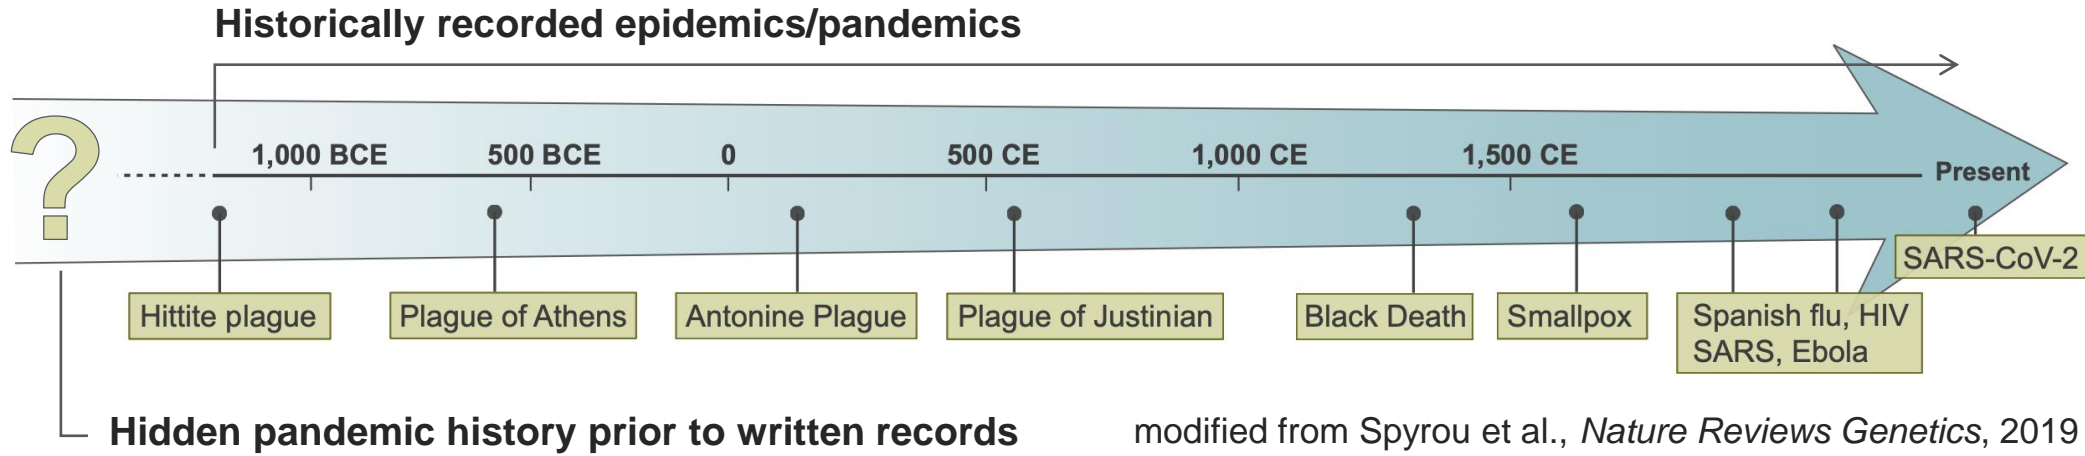 Historically recorded epidemics/pandemics
?
1,000 BCE 500 BCE 0 500 CE 1,000 CE 1,500 CE Present
SARS-CoV-2
Hittite plague Plague of Athens Antonine Plague Plague of Justinian Black Death Smallpox Spanish flu, HIV
SARS, Ebola
Hidden pandemic history prior to written records modified from Spyrou et al., Nature Reviews Genetics, 2019